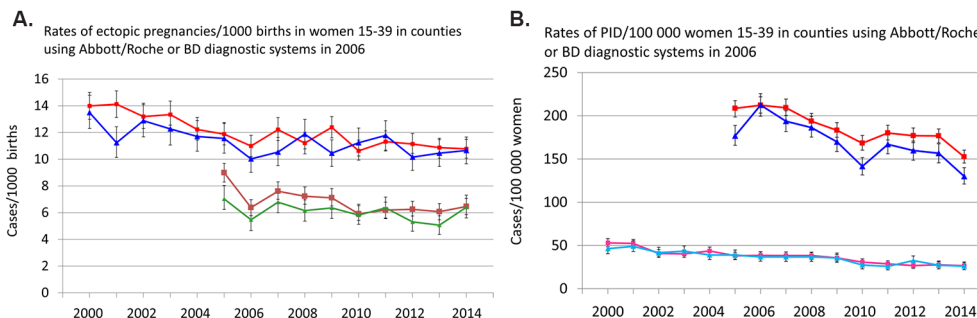 A.
Rates of ectopic pregnancies/1000 births in women 15-39 in counties
using Abbott/Roche or BD diagnostic systems in 2006
Cases/1000 births
16
14
12
10
8
6
4
2
0
2000 2002 2004 2006 2008 2010 2012 2014
B.
Rates of PID/100 000 women 15-39 in counties using Abbott/Roche
or BD diagnostic systems in 2006
Cases/100 000 women
250
200
150
100
50
0
2000 2002 2004 2006 2008 2010 2012 2014